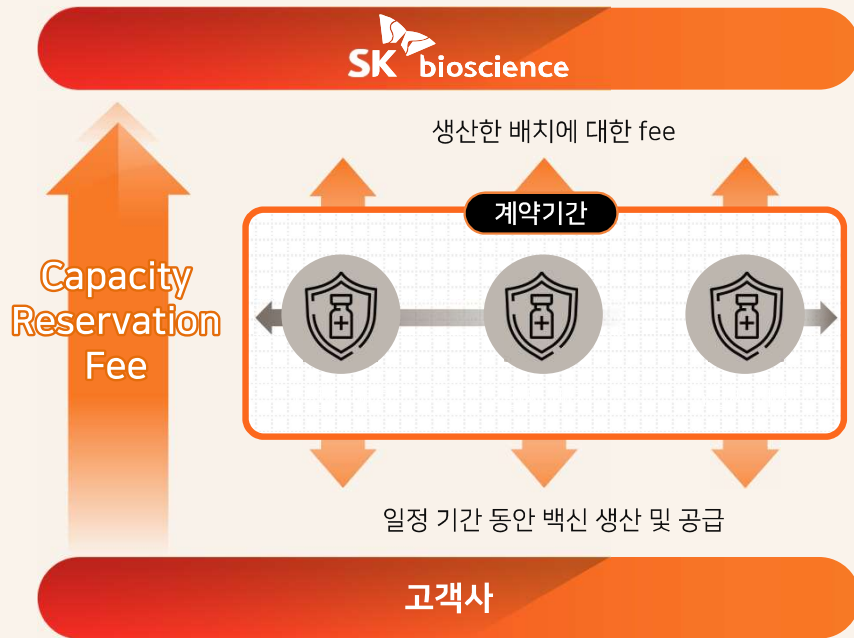 SK bioscience
생산한 배치에 대한 fee
계약기간
Capacity
Reservation
Fee
일정 기간 동안 백신 생산 및 공급
고객사